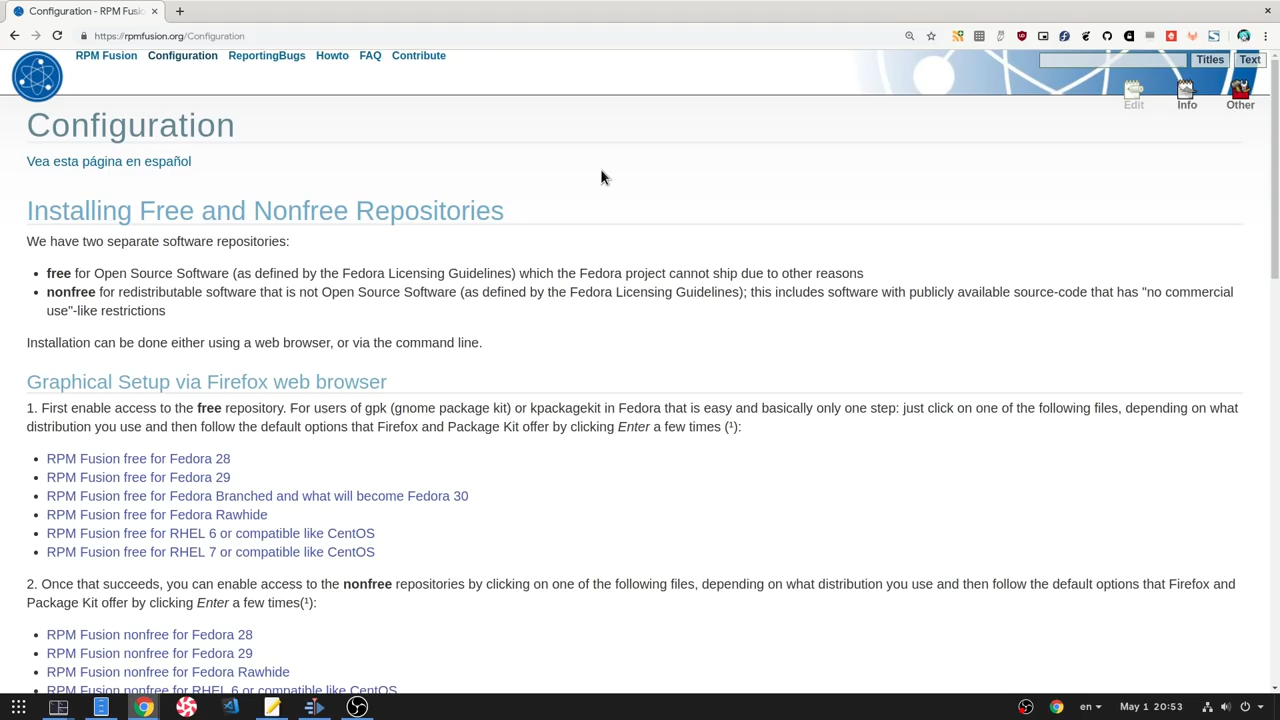 Configuration - RPM Fusio
https://rpmfusion.org/Configuration
RPM Fusion Configuration ReportingBugs Howto FAQ Contribute
Titles Text
Edit Info Other
Configuration
Vea esta página en español
Installing Free and Nonfree Repositories
We have two separate software repositories:
• free for Open Source Software (as defined by the Fedora Licensing Guidelines) which the Fedora project cannot ship due to other reasons
• nonfree for redistributable software that is not Open Source Software (as defined by the Fedora Licensing Guidelines); this includes software with publicly available source-code that has "no commercial
use"-like restrictions
Installation can be done either using a web browser, or via the command line.
Graphical Setup via Firefox web browser
1. First enable access to the free repository. For users of gpk (gnome package kit) or kpackagekit in Fedora that is easy and basically only one step: just click on one of the following files, depending on what
distribution you use and then follow the default options that Firefox and Package Kit offer by clicking Enter a few times (¹):
• RPM Fusion free for Fedora 28
• RPM Fusion free for Fedora 29
• RPM Fusion free for Fedora Branched and what will become Fedora 30
• RPM Fusion free for Fedora Rawhide
• RPM Fusion free for RHEL 6 or compatible like CentOS
• RPM Fusion free for RHEL 7 or compatible like CentOS
2. Once that succeeds, you can enable access to the nonfree repositories by clicking on one of the following files, depending on what distribution you use and then follow the default options that Firefox and
Package Kit offer by clicking Enter a few times(¹):
• RPM Fusion nonfree for Fedora 28
• RPM Fusion nonfree for Fedora 29
• RPM Fusion nonfree for Fedora Rawhide
• RPM Fusion nonfree for RHEL 6 or compatible like CentOS
en May 1 20:53